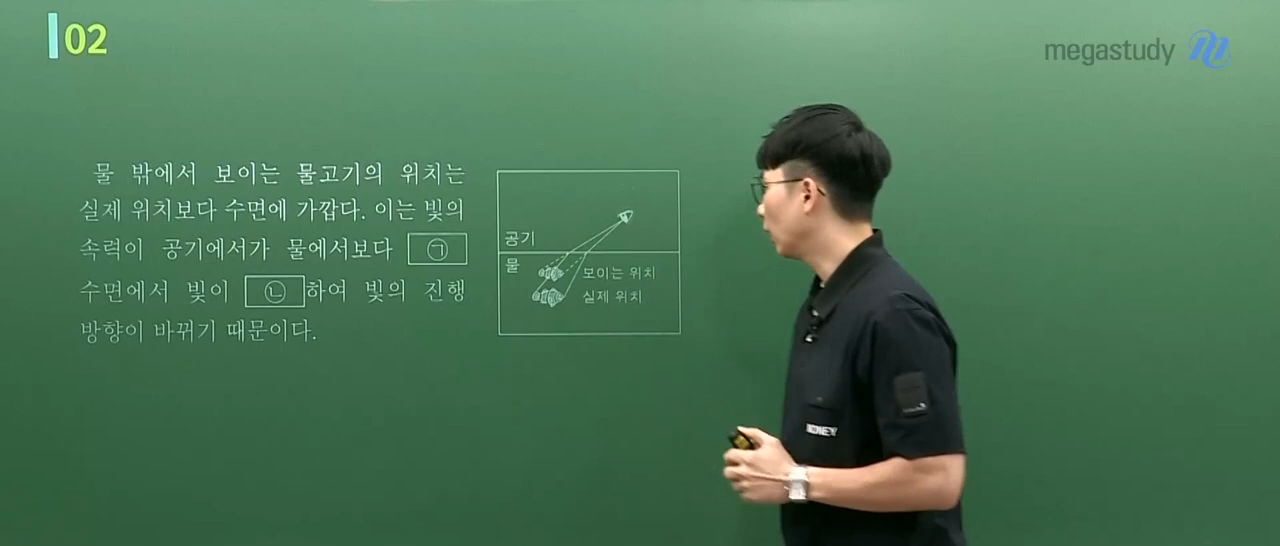 02
megastudy
물 밖에서 보이는 물고기의 위치는
실제 위치보다 수면에 가깝다. 이는 빛의
속력이 공기에서가 물에서보다 ㉠
수면에서 빛이 ㉡하여 빛의 진행
방향이 바뀌기 때문이다.
공기
물
보이는 위치
실제 위치